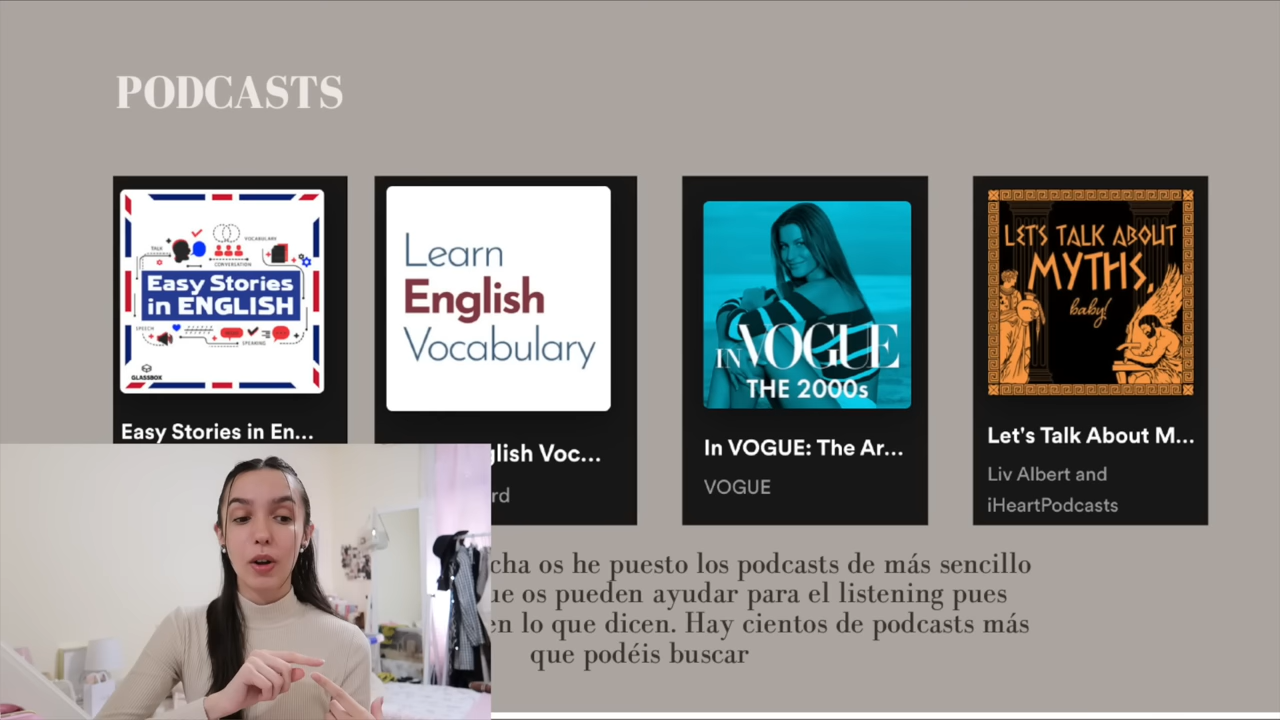 PODCASTS
TALK
VOCABULARY
CONVERSATION
Easy Stories
in ENGLISH
SPEECH
SPEAKING
GLASSBOX
Easy Stories in En...
Learn
English
Vocabulary
glish Voc...
rd
IN VOGUE
THE 2000s
In VOGUE: The Ar...
VOGUE
LET'S TALK ABOUT
MYTHS,
baby!
Let's Talk About M...
Liv Albert and
iHeartPodcasts
cha os he puesto los podcasts de más sencillo
ue os pueden ayudar para el listening pues
en lo que dicen. Hay cientos de podcasts más
que podéis buscar